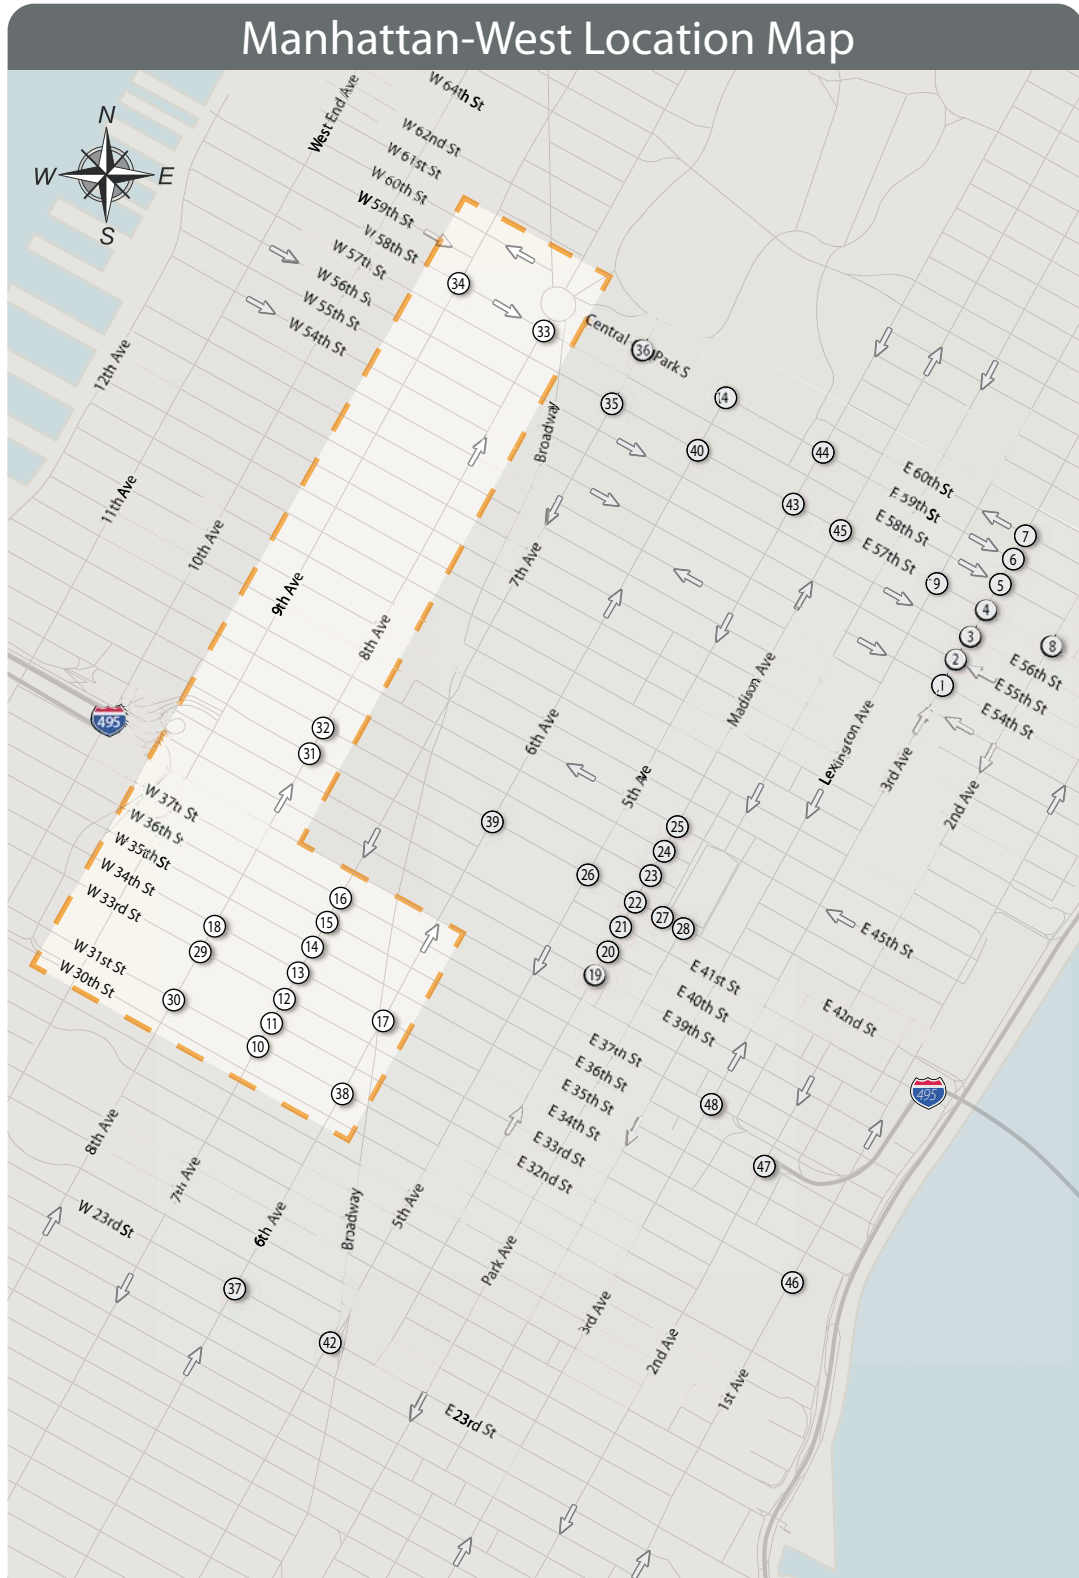 Manhattan-West Location Map
N
W E
S
West End Ave
W 64th St
W 62nd St
W 61st St
W 60th St
W 59th St
W 58th St
W 57th St
W 56th St
W 55th St
W 54th St
12th Ave
11th Ave
10th Ave
9th Ave
8th Ave
34
33
Central Park S
36
35
Broadway
14
40
44
43
45
7th Ave
E 60th St
E 59th St
E 58th St
E 57th St
7
6
5
9
4
3
8
2
1
E 56th St
E 55th St
E 54th St
Madison Ave
Lexington Ave
3rd Ave
2nd Ave
6th Ave
5th Ave
495
32
31
W 37th St
W 36th St
W 35th St
W 34th St
W 33rd St
W 31st St
W 30th St
39
25
24
26
23
22
27
28
21
20
19
16
15
18
14
29
13
30
12
17
11
10
38
E 45th St
E 41st St
E 40th St
E 39th St
E 42nd St
E 37th St
E 36th St
E 35th St
E 34th St
E 33rd St
E 32nd St
495
48
47
46
8th Ave
7th Ave
6th Ave
Broadway
5th Ave
Park Ave
3rd Ave
2nd Ave
1st Ave
W 23rd St
37
42
E 23rd St